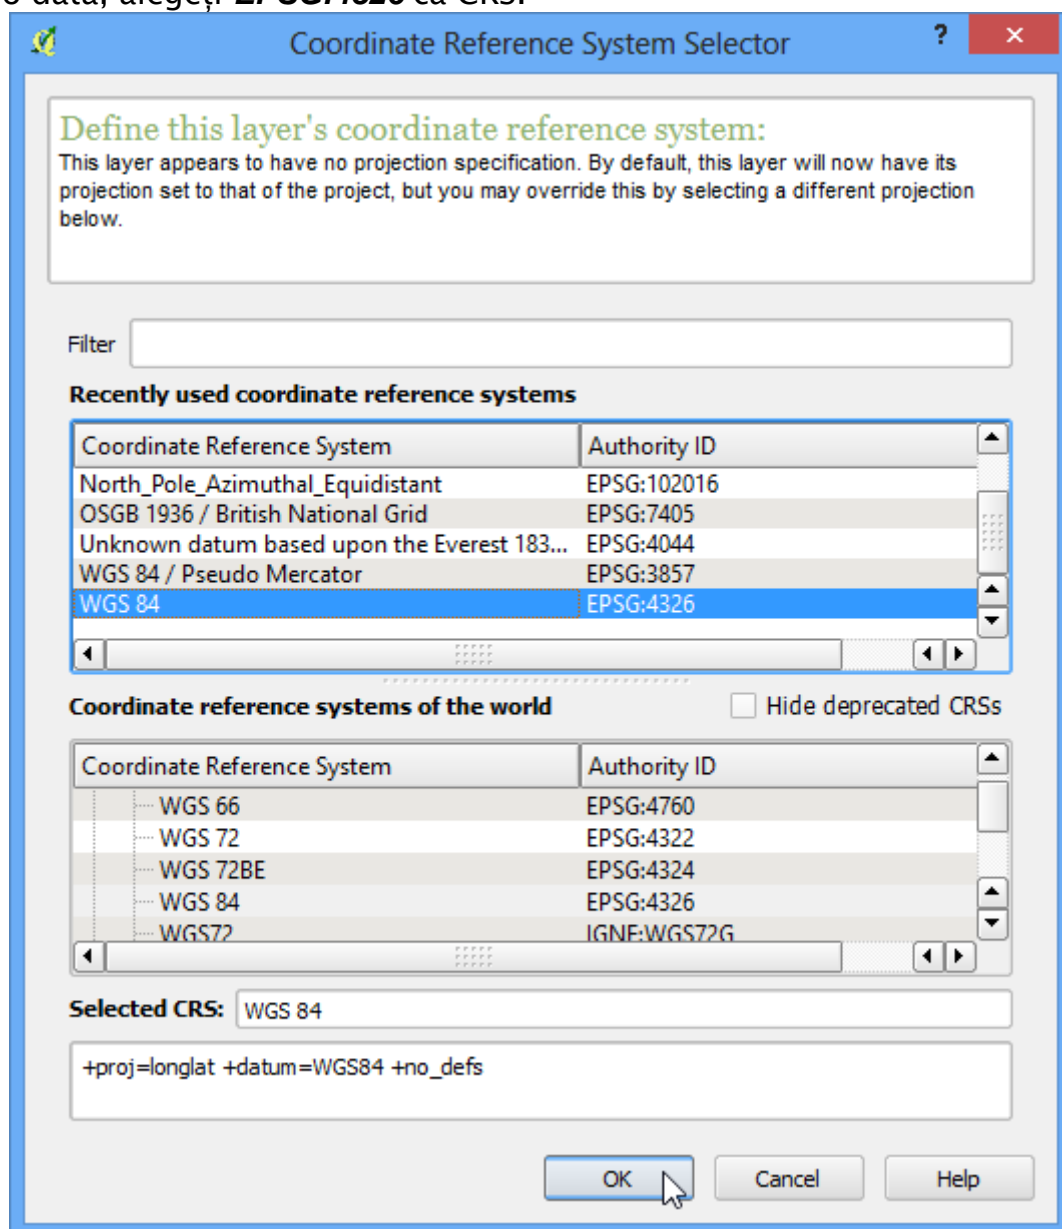 o dată, alegeți EPSG:4326 ca CRS.
Coordinate Reference System Selector ? ×
Define this layer's coordinate reference system:
This layer appears to have no projection specification. By default, this layer will now have its
projection set to that of the project, but you may override this by selecting a different projection
below.
Filter
Recently used coordinate reference systems
Coordinate Reference System Authority ID
North_Pole_Azimuthal_Equidistant EPSG:102016
OSGB 1936 / British National Grid EPSG:7405
Unknown datum based upon the Everest 183... EPSG:4044
WGS 84 / Pseudo Mercator EPSG:3857
WGS 84 EPSG:4326
Coordinate reference systems of the world Hide deprecated CRSs
Coordinate Reference System Authority ID
WGS 66 EPSG:4760
WGS 72 EPSG:4322
WGS 72BE EPSG:4324
WGS 84 EPSG:4326
WGS72 IGNF:WGS72G
Selected CRS: WGS 84
+proj=longlat +datum=WGS84 +no_defs
OK Cancel Help